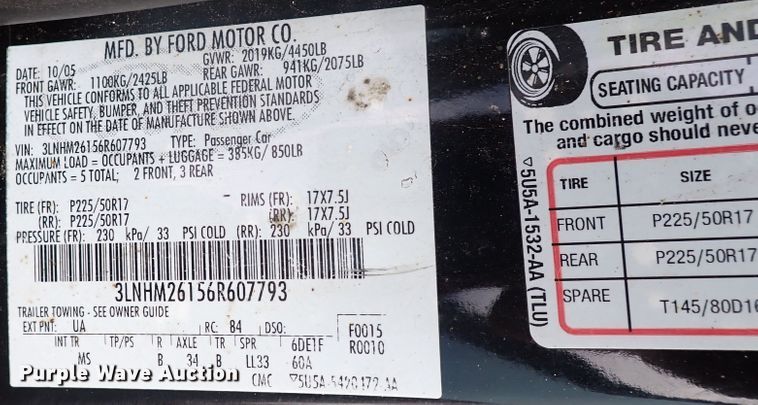 MFD. BY FORD MOTOR CO.
DATE: 10/05 GVWR: 2019KG/4450LB
FRONT GAWR: 1100KG/2425LB REAR GAWR: 941KG/2075LB
THIS VEHICLE CONFORMS TO ALL APPLICABLE FEDERAL MOTOR
VEHICLE SAFETY, BUMPER, AND THEFT PREVENTION STANDARDS
IN EFFECT ON THE DATE OF MANUFACTURE SHOWN ABOVE.
VIN: 3LNHM26156R607793 TYPE: Passenger Car
MAXIMUM LOAD = OCCUPANTS + LUGGAGE = 385KG/ 850LB
OCCUPANTS = 5 TOTAL; 2 FRONT, 3 REAR
TIRE (FR): P225/50R17 RIMS (FR): 17X7.5J
(RR): P225/50R17 (RR): 17X7.5J
PRESSURE (FR): 230 kPa/ 33 PSI COLD (RR): 230 kPa/ 33 PSI COLD
3LNHM26156R607793
TRAILER TOWING - SEE OWNER GUIDE
EXT PNT: UA RC: 84 DSO: F0015
INT TR TP/PS R AXLE TR SPR 6DE1F R0010
MS B 34 B LL33 60A
CMC
Purple Wave Auction
TIRE AND
SEATING CAPACITY
The combined weight of o
and cargo should neve
▽5U5A-1532-AA (TLU)
TIRE SIZE
FRONT P225/50R17
REAR P225/50R17
SPARE T145/80D16